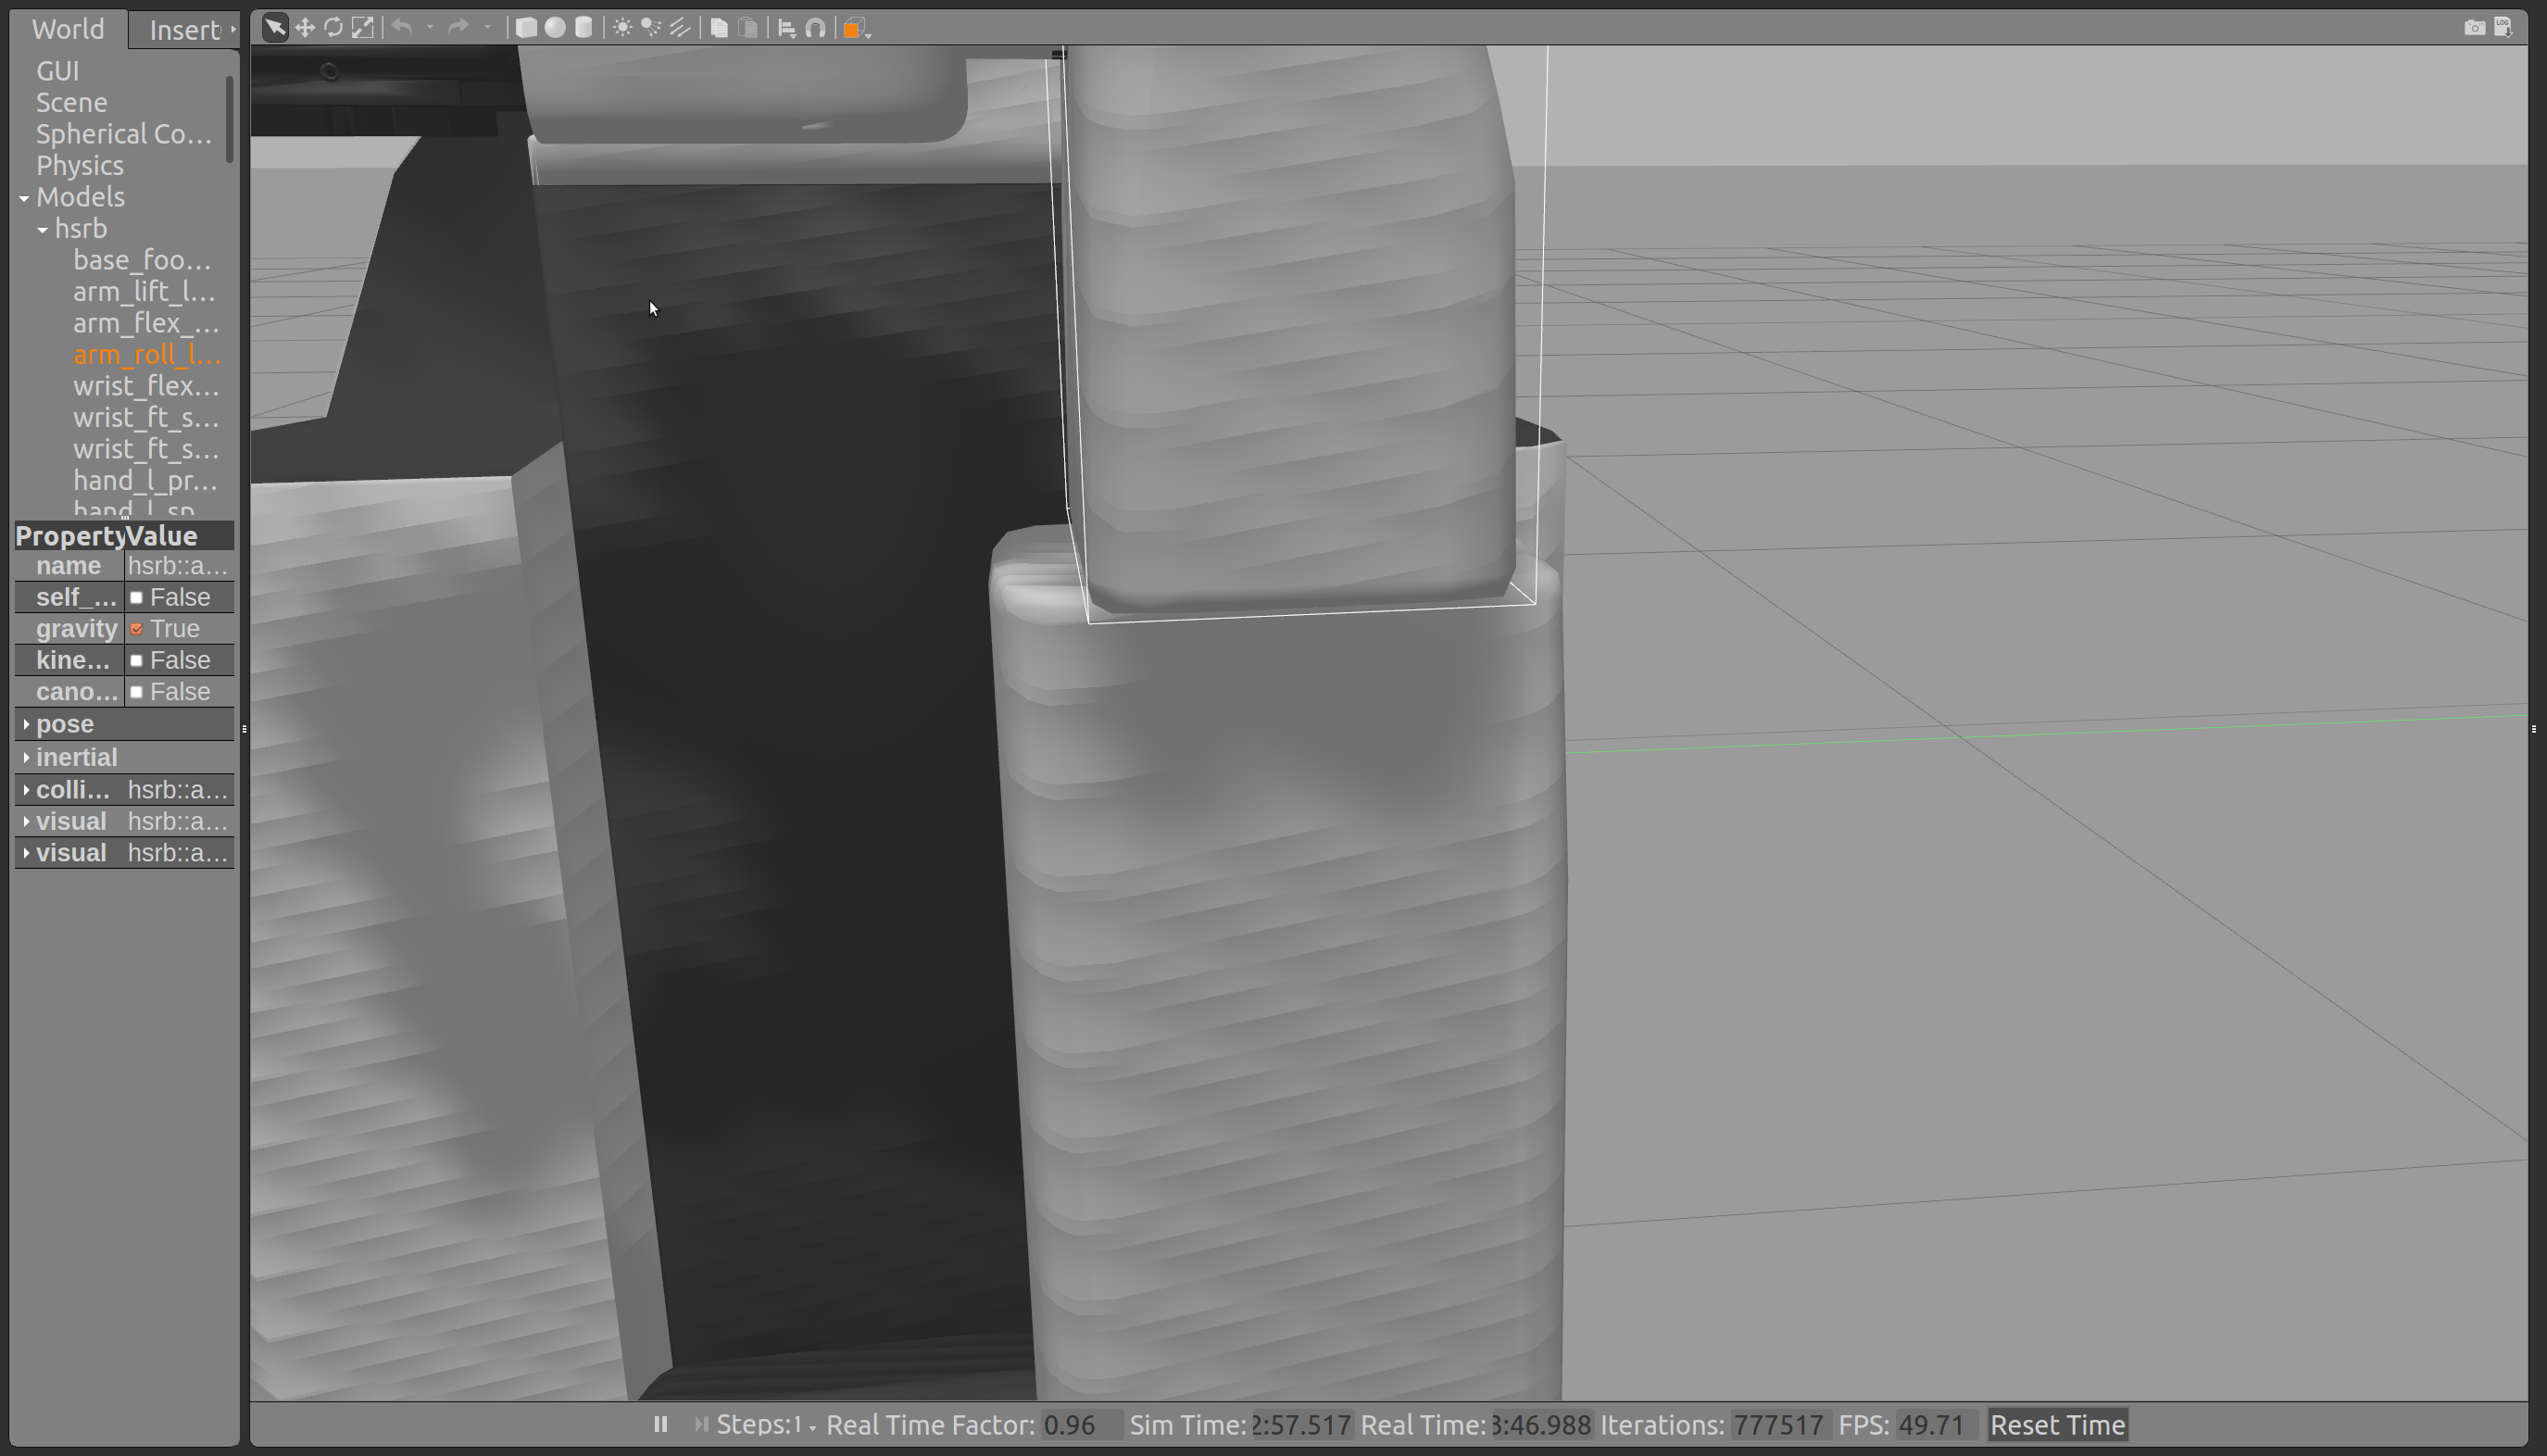 World Insert
GUI
Scene
Spherical Co...
Physics
Models
hsrb
base_foo...
arm_lift_l...
arm_flex_...
arm_roll_l...
wrist_flex...
wrist_ft_s...
wrist_ft_s...
hand_l_pr...
hand_l_sp
Property Value
name hsrb::a...
self_... False
gravity True
kine... False
cano... False
pose
inertial
colli... hsrb::a...
visual hsrb::a...
visual hsrb::a...
LOG
Steps: 1 Real Time Factor: 0.96 Sim Time: 2:57.517 Real Time: 3:46.988 Iterations: 777517 FPS: 49.71 Reset Time